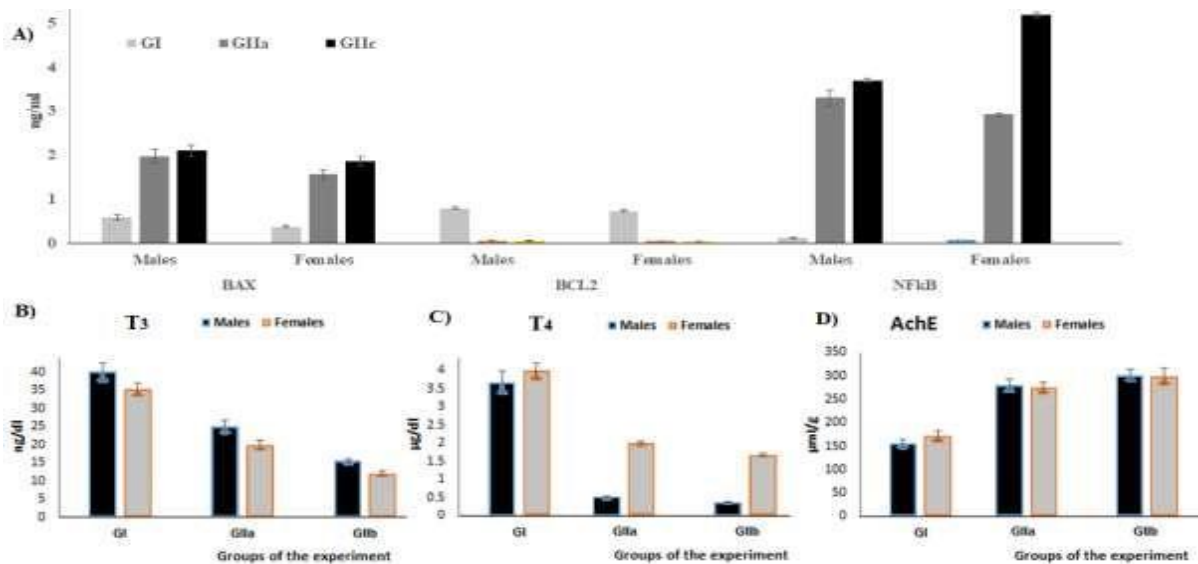 A)
GI GIIa GIIc
5
4
3
2
1
0
ng/ml
Males Females Males Females Males Females
BAX BCL2 NFkB
B) T3 Males Females
40
35
30
25
20
15
10
5
0
ng/dl
GI GIIa GIIb
Groups of the experiment
C) T4 Males Females
4
3.5
3
2.5
2
1.5
1
0.5
0
µg/dl
GI GIIa GIIb
Groups of the experiment
D) AchE Males Females
350
300
250
200
150
100
50
0
µml/g
GI GIIa GIIb
Groups of the experiment